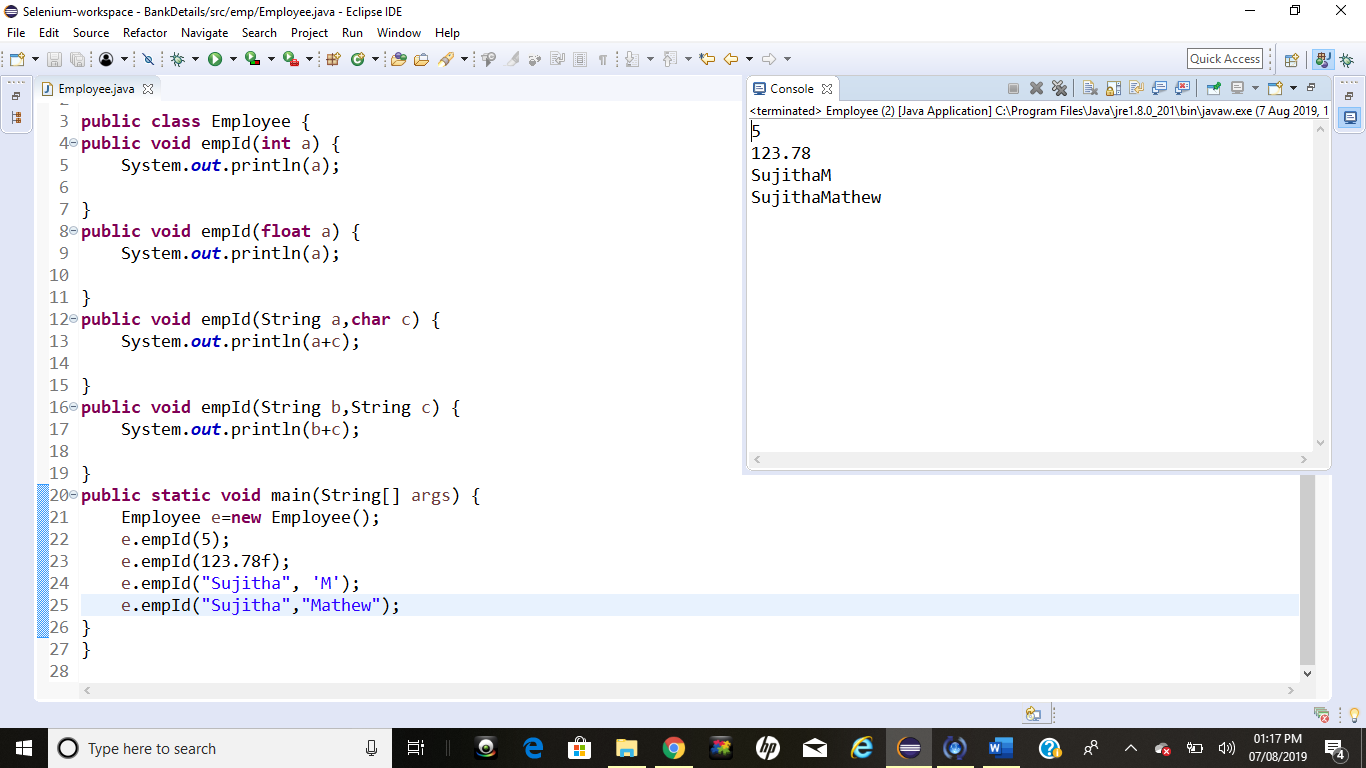 Selenium-workspace - BankDetails/src/emp/Employee.java - Eclipse IDE
File Edit Source Refactor Navigate Search Project Run Window Help
Quick Access
Employee.java
3 public class Employee {
4 public void empId(int a) {
5 System.out.println(a);
6
7 }
8 public void empId(float a) {
9 System.out.println(a);
10
11 }
12 public void empId(String a,char c) {
13 System.out.println(a+c);
14
15 }
16 public void empId(String b,String c) {
17 System.out.println(b+c);
18
19 }
20 public static void main(String[] args) {
21 Employee e=new Employee();
22 e.empId(5);
23 e.empId(123.78f);
24 e.empId("Sujitha", 'M');
25 e.empId("Sujitha","Mathew");
26 }
27 }
28
Console
<terminated> Employee (2) [Java Application] C:\Program Files\Java\jre1.8.0_201\bin\javaw.exe (7 Aug 2019, 1
5
123.78
SujithaM
SujithaMathew
Type here to search
01:17 PM
07/08/2019
4